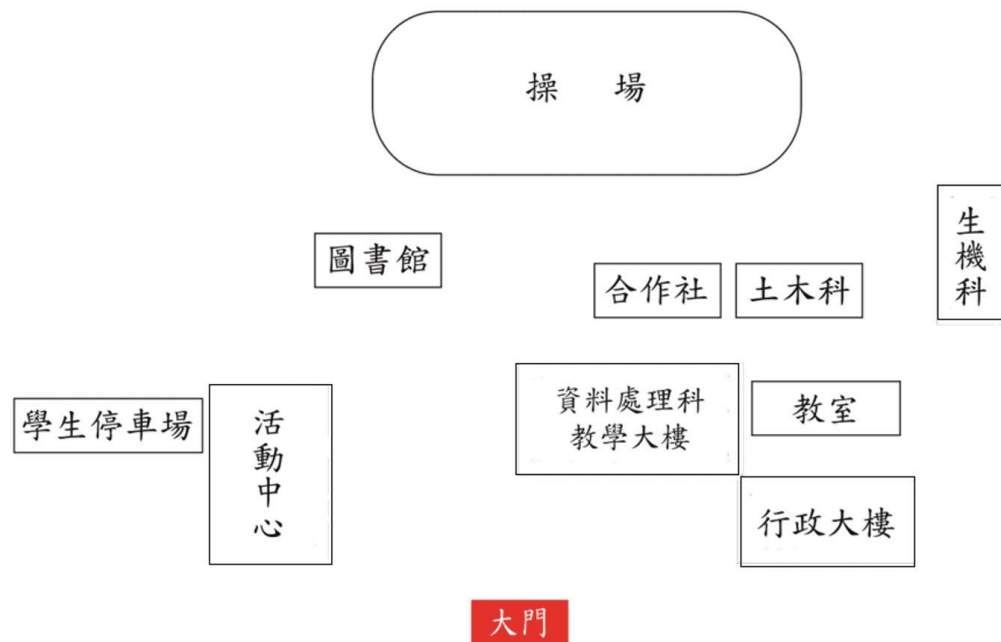 操場
圖書館
合作社
土木科
生機科
學生停車場
活動中心
資料處理科
教學大樓
教室
行政大樓
大門